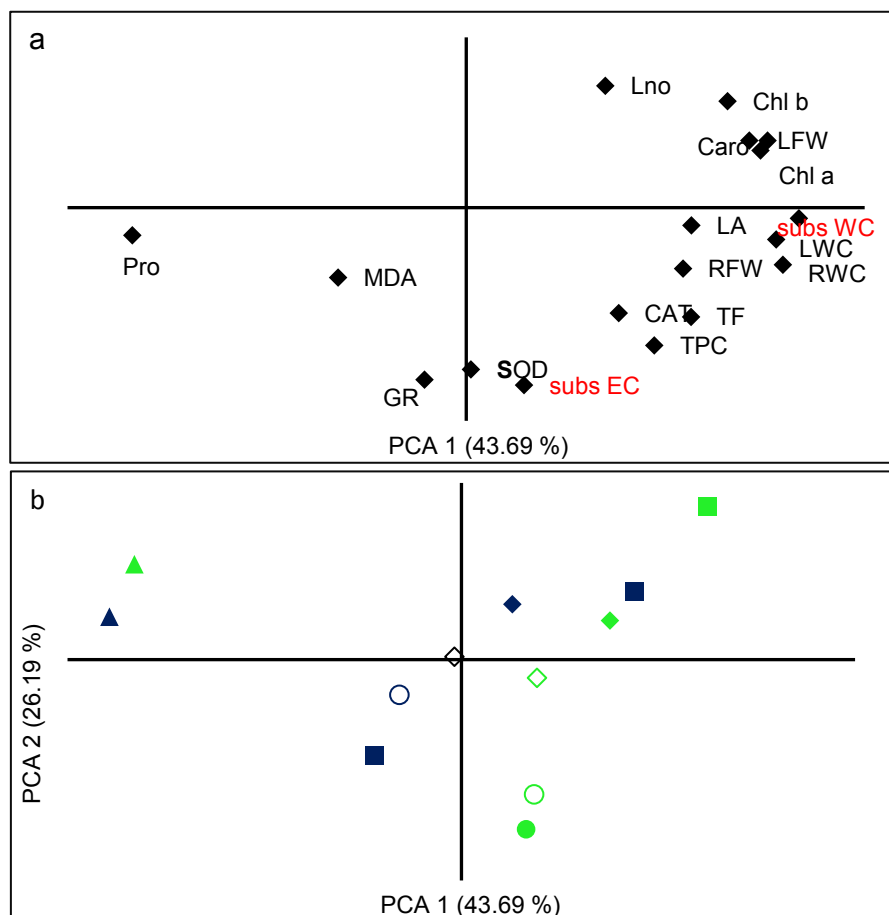 a
Lno
Chl b
Caro
LFW
Chl a
LA
subs WC
LWC
RWC
Pro
MDA
RFW
CAT
TF
TPC
SOD
subs EC
GR
PCA 1 (43.69 %)
b
PCA 2 (26.19 %)
PCA 1 (43.69 %)